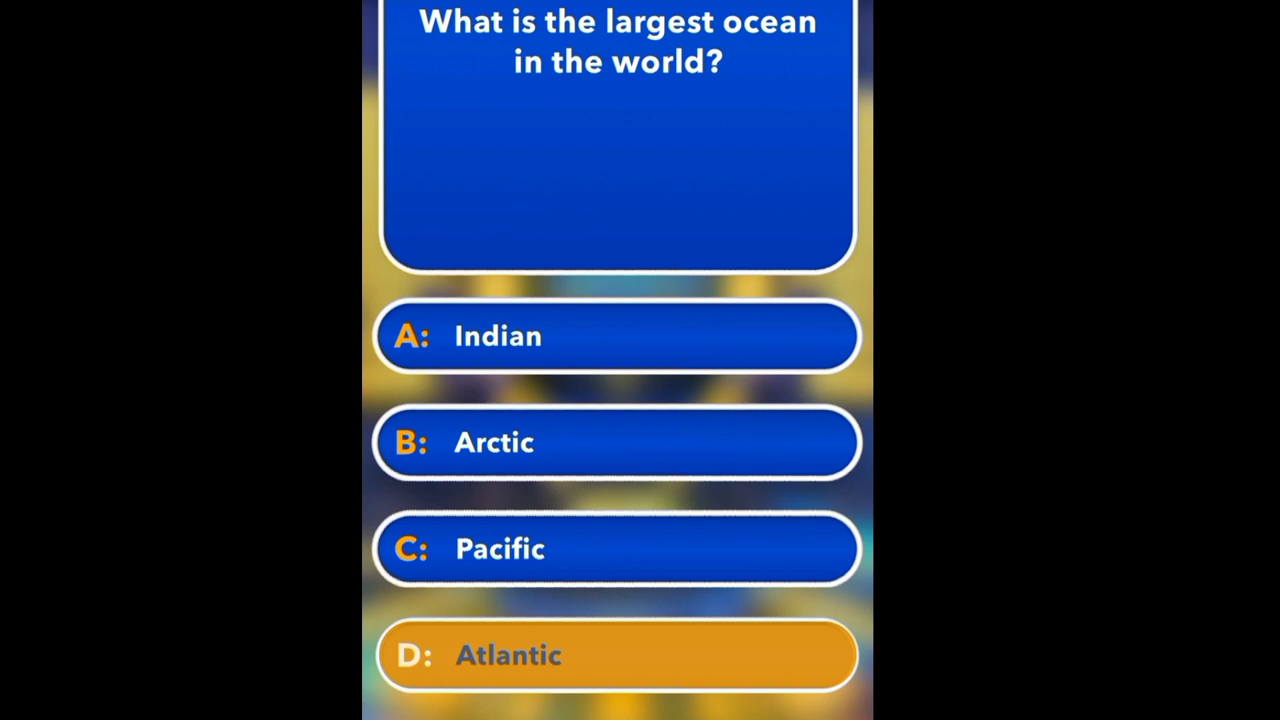 What is the largest ocean
in the world?
A: Indian
B: Arctic
C: Pacific
D: Atlantic